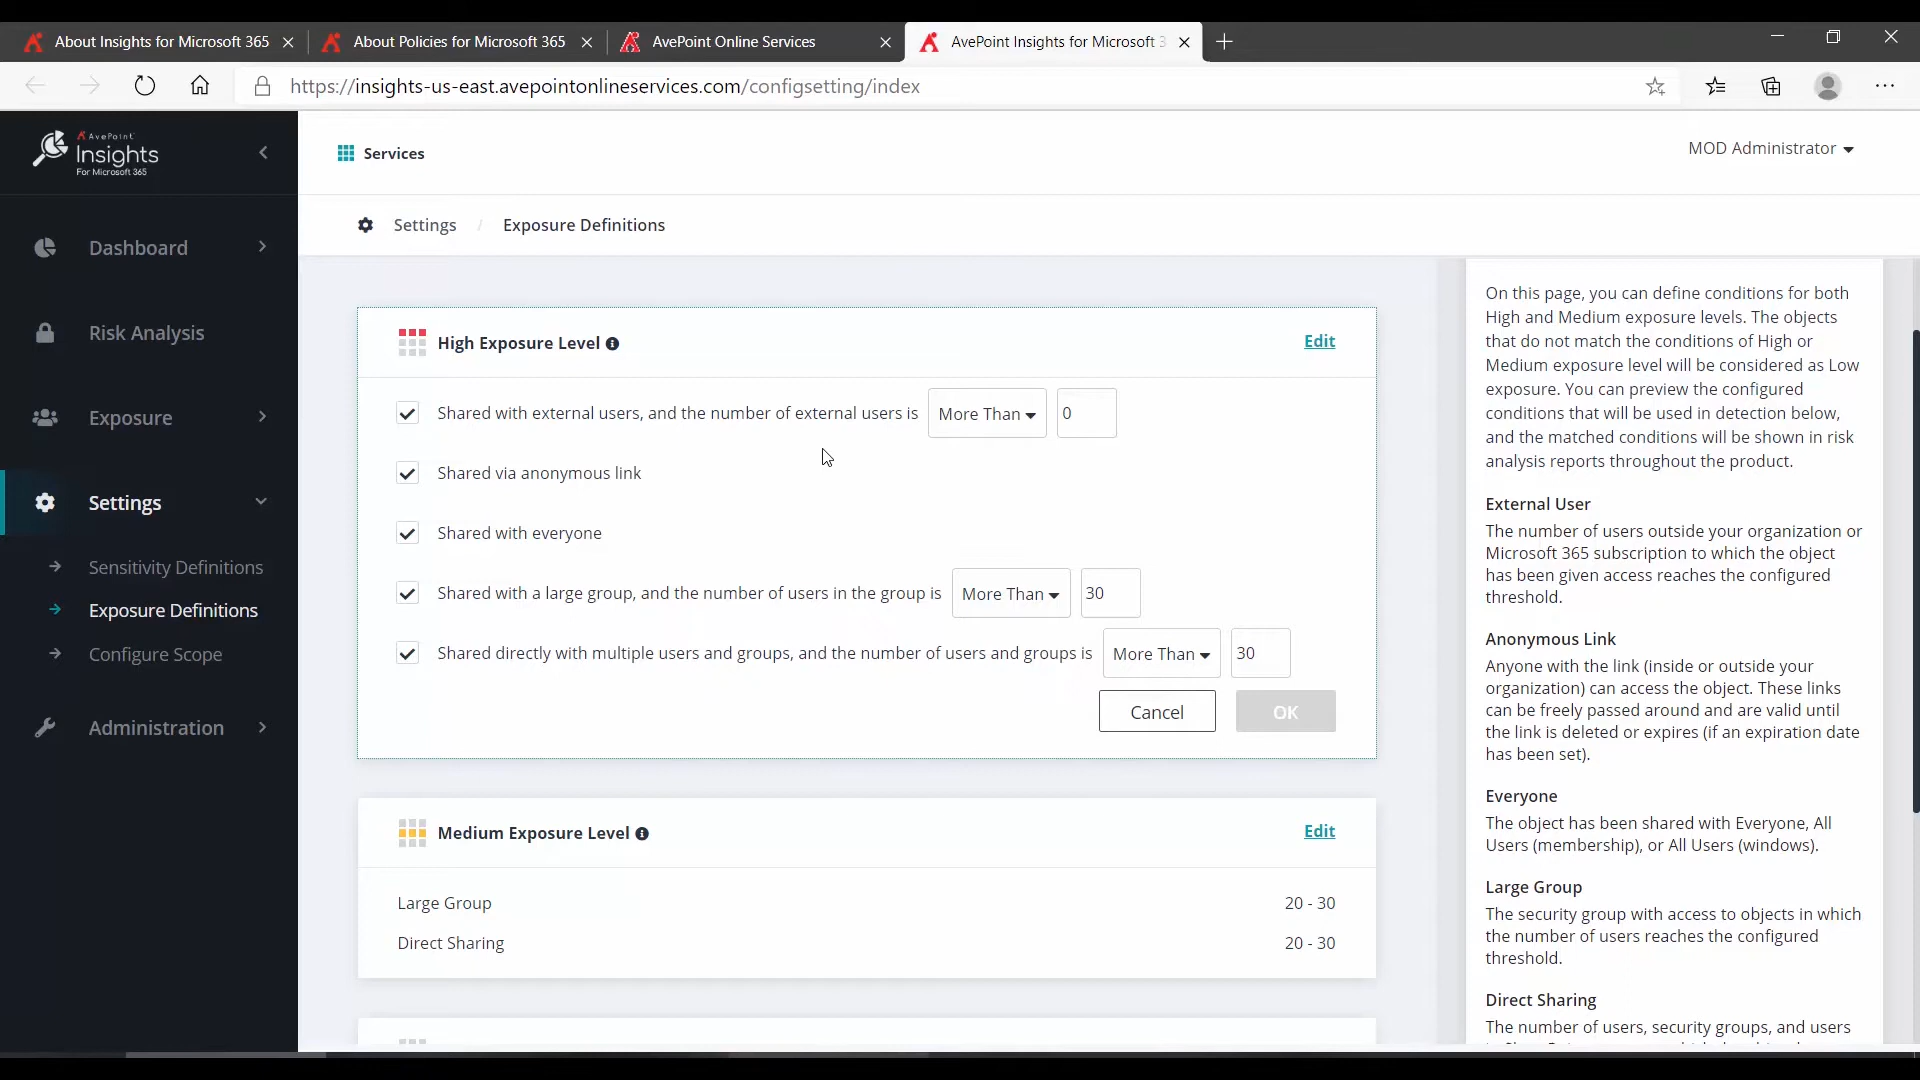 About Insights for Microsoft 365
About Policies for Microsoft 365
AvePoint Online Services
AvePoint Insights for Microsoft 3
https://insights-us-east.avepointonlineservices.com/configsetting/index
AvePoint
Insights
For Microsoft 365
Services
MOD Administrator
Settings / Exposure Definitions
Dashboard
Risk Analysis
Exposure
Settings
Sensitivity Definitions
Exposure Definitions
Configure Scope
Administration
High Exposure Level
Edit
Shared with external users, and the number of external users is More Than 0
Shared via anonymous link
Shared with everyone
Shared with a large group, and the number of users in the group is More Than 30
Shared directly with multiple users and groups, and the number of users and groups is More Than 30
Cancel
OK
Medium Exposure Level
Edit
Large Group 20 - 30
Direct Sharing 20 - 30
On this page, you can define conditions for both
High and Medium exposure levels. The objects
that do not match the conditions of High or
Medium exposure level will be considered as Low
exposure. You can preview the configured
conditions that will be used in detection below,
and the matched conditions will be shown in risk
analysis reports throughout the product.
External User
The number of users outside your organization or
Microsoft 365 subscription to which the object
has been given access reaches the configured
threshold.
Anonymous Link
Anyone with the link (inside or outside your
organization) can access the object. These links
can be freely passed around and are valid until
the link is deleted or expires (if an expiration date
has been set).
Everyone
The object has been shared with Everyone, All
Users (membership), or All Users (windows).
Large Group
The security group with access to objects in which
the number of users reaches the configured
threshold.
Direct Sharing
The number of users, security groups, and users